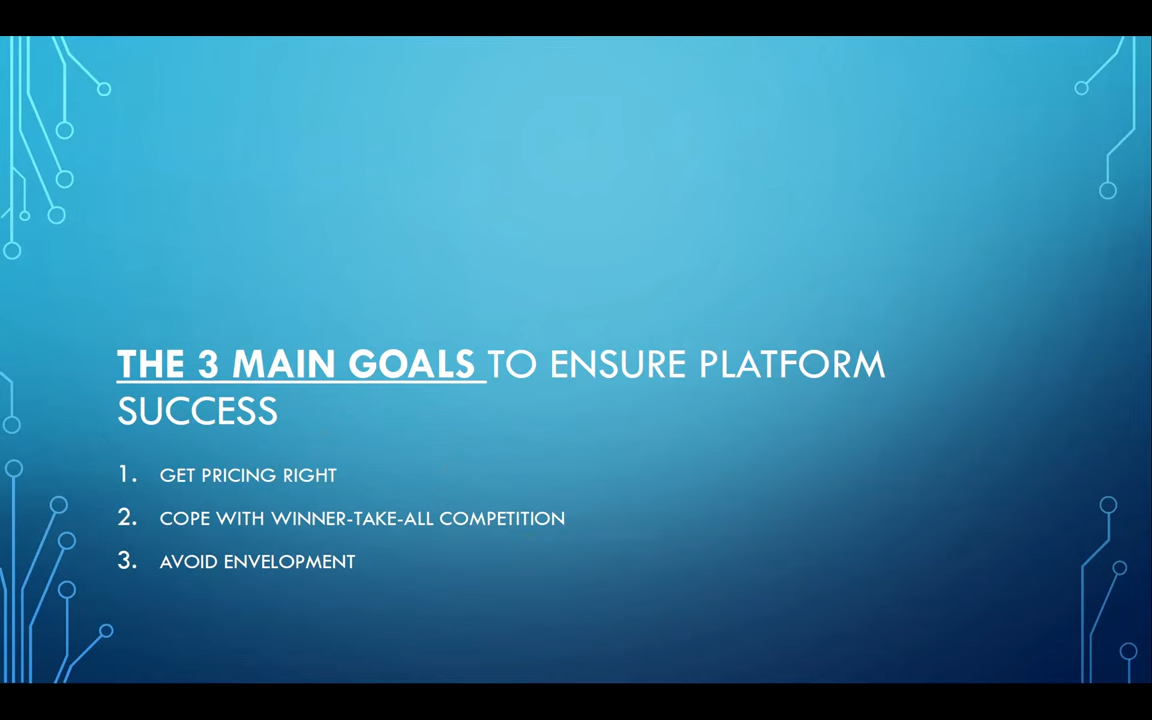 THE 3 MAIN GOALS TO ENSURE PLATFORM
SUCCESS
1. GET PRICING RIGHT
2. COPE WITH WINNER-TAKE-ALL COMPETITION
3. AVOID ENVELOPMENT